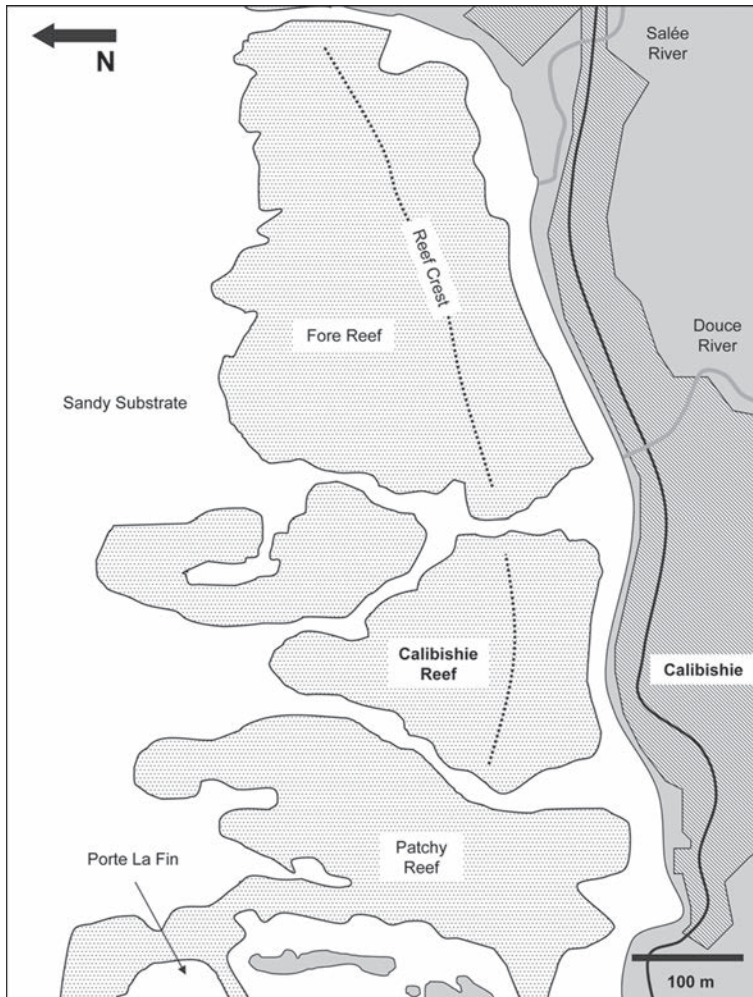 N
Salée
River
Reef Crest
Douce
River
Fore Reef
Sandy Substrate
Calibishie
Reef
Calibishie
Patchy
Reef
Porte La Fin
100 m